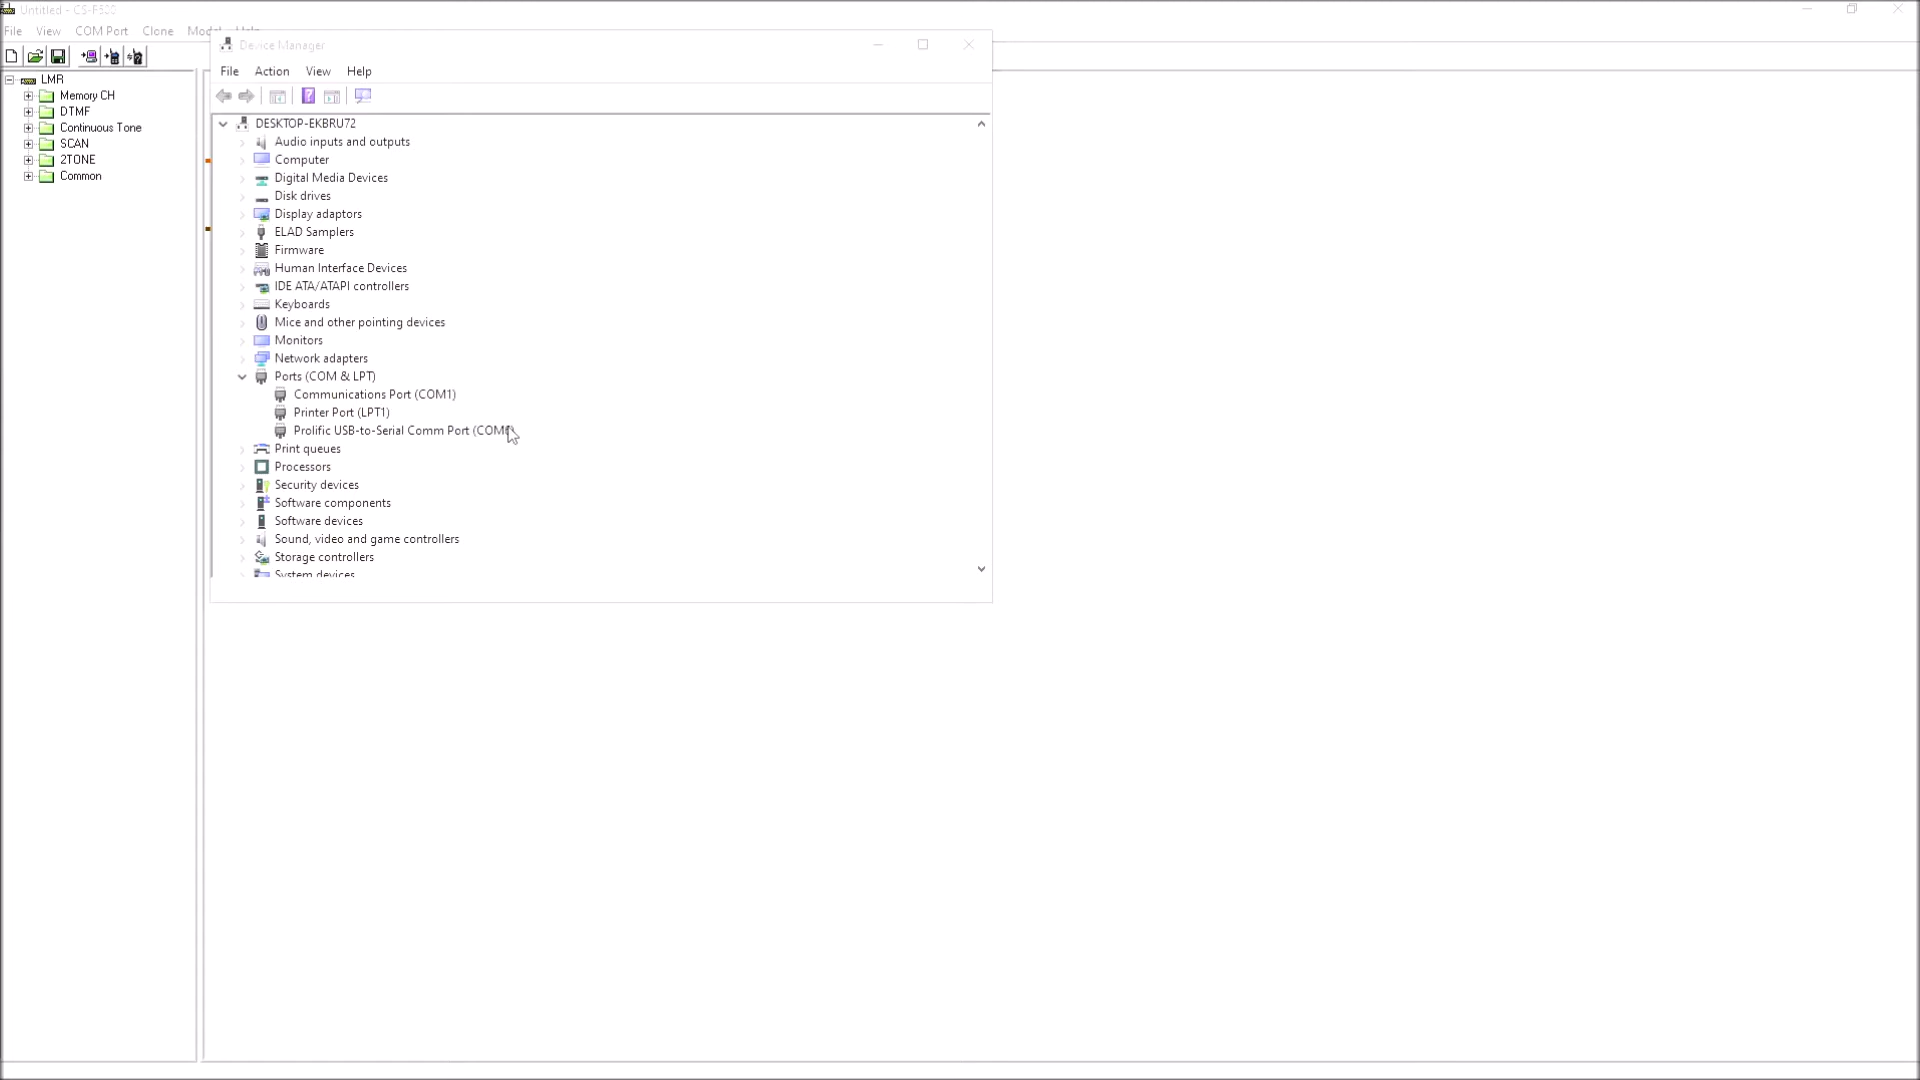 Untitled - CS-F520
File View COM Port Clone Help
LMR
Memory CH
DTMF
Continuous Tone
SCAN
2TONE
Common
Device Manager
File Action View Help
DESKTOP-EKBRU72
Audio inputs and outputs
Computer
Digital Media Devices
Disk drives
Display adaptors
ELAD Samplers
Firmware
Human Interface Devices
IDE ATA/ATAPI controllers
Keyboards
Mice and other pointing devices
Monitors
Network adapters
Ports (COM & LPT)
Communications Port (COM1)
Printer Port (LPT1)
Prolific USB-to-Serial Comm Port
Print queues
Processors
Security devices
Software components
Software devices
Sound, video and game controllers
Storage controllers
System devices